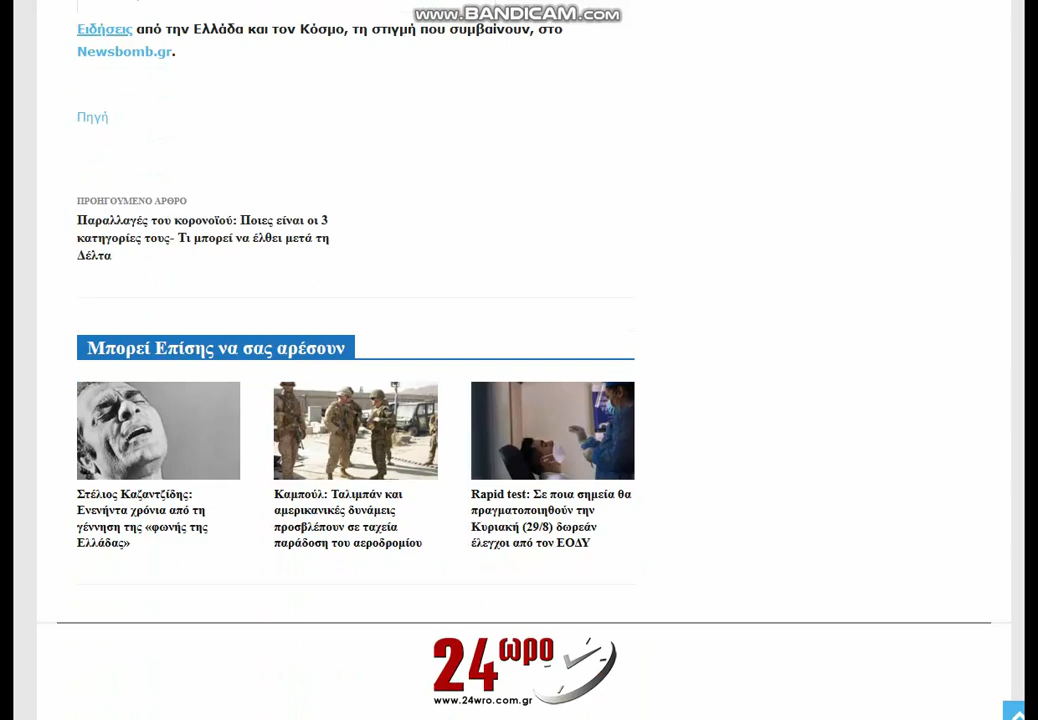 www.BANDICAM.com
Ειδήσεις από την Ελλάδα και τον Κόσμο, τη στιγμή που συμβαίνουν, στο
Newsbomb.gr.
Πηγή
ΠΡΟΗΓΟΥΜΕΝΟ ΑΡΘΡΟ
Παραλλαγές του κορονοϊού: Ποιες είναι οι 3
κατηγορίες τους- Τι μπορεί να έλθει μετά τη
Δέλτα
Μπορεί Επίσης να σας αρέσουν
Στέλιος Καζαντζίδης:
Ενενήντα χρόνια από τη
γέννηση της «φωνής της
Ελλάδας»
Καμπούλ: Ταλιμπάν και
αμερικανικές δυνάμεις
προσβλέπουν σε ταχεία
παράδοση του αεροδρομίου
Rapid test: Σε ποια σημεία θα
πραγματοποιηθούν την
Κυριακή (29/8) δωρεάν
έλεγχοι από τον ΕΟΔΥ
24ωρο
www.24wro.com.gr